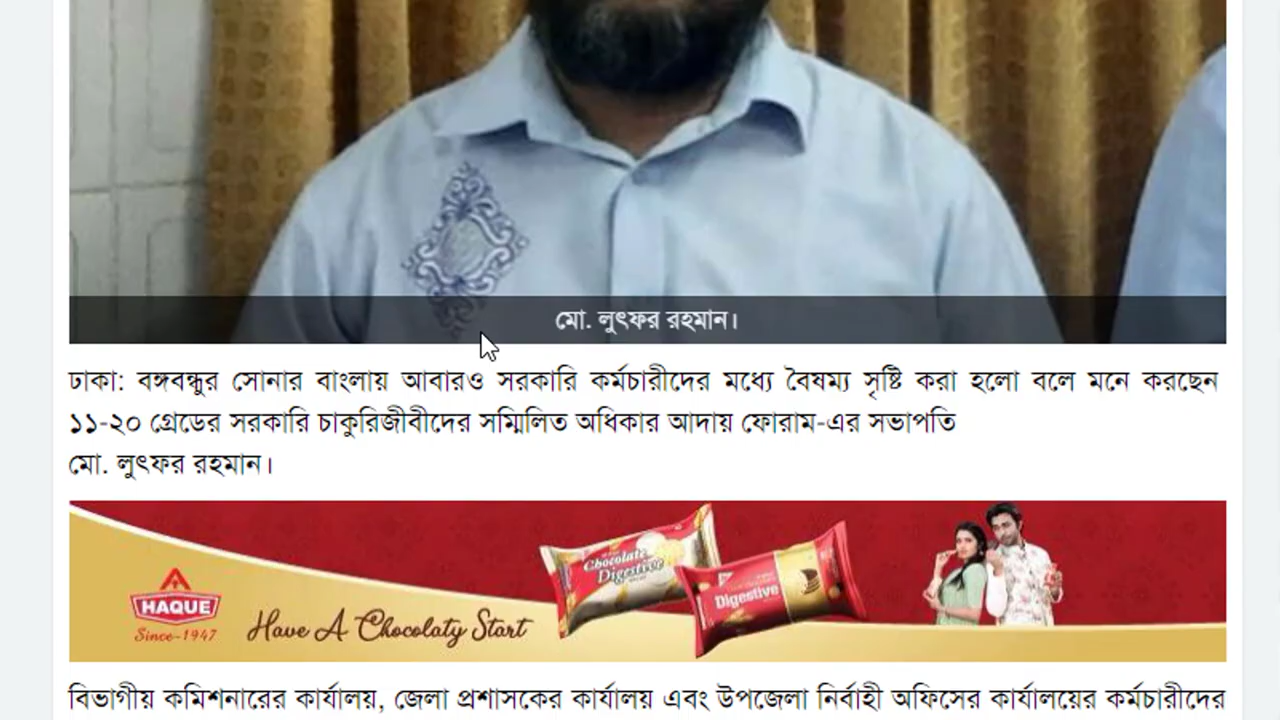 মো. লুৎফর রহমান।
ঢাকা: বঙ্গবন্ধুর সোনার বাংলায় আবারও সরকারি কর্মচারীদের মধ্যে বৈষম্য সৃষ্টি করা হলো বলে মনে করছেন
১১-২০ গ্রেডের সরকারি চাকুরিজীবীদের সম্মিলিত অধিকার আদায় ফোরাম-এর সভাপতি
মো. লুৎফর রহমান।
Chocolate
Digestive
Digestive
HAQUE
Since-1947
Have A Chocolaty Start
বিভাগীয় কমিশনারের কার্যালয়, জেলা প্রশাসকের কার্যালয় এবং উপজেলা নির্বাহী অফিসের কার্যালয়ের কর্মচারীদের